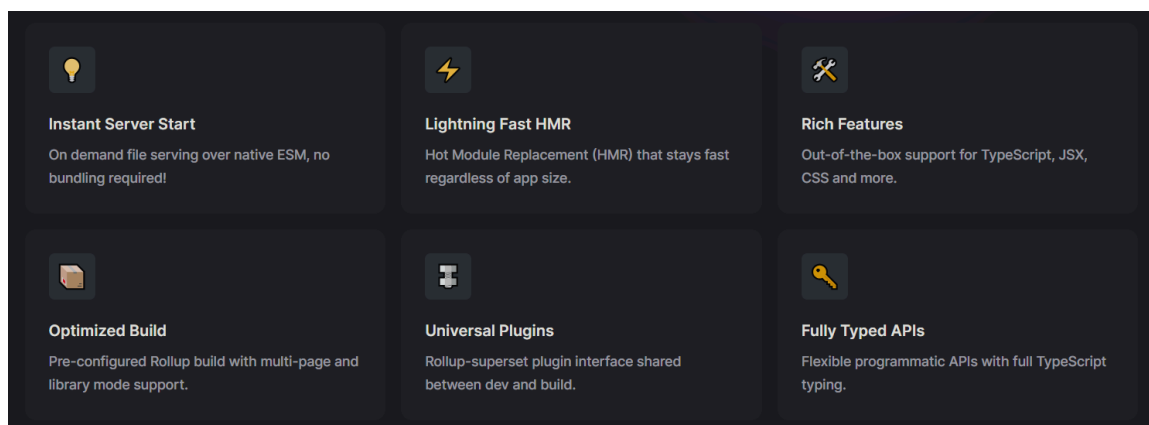 Instant Server Start
On demand file serving over native ESM, no
bundling required!
Lightning Fast HMR
Hot Module Replacement (HMR) that stays fast
regardless of app size.
Rich Features
Out-of-the-box support for TypeScript, JSX,
CSS and more.
Optimized Build
Pre-configured Rollup build with multi-page and
library mode support.
Universal Plugins
Rollup-superset plugin interface shared
between dev and build.
Fully Typed APIs
Flexible programmatic APIs with full TypeScript
typing.